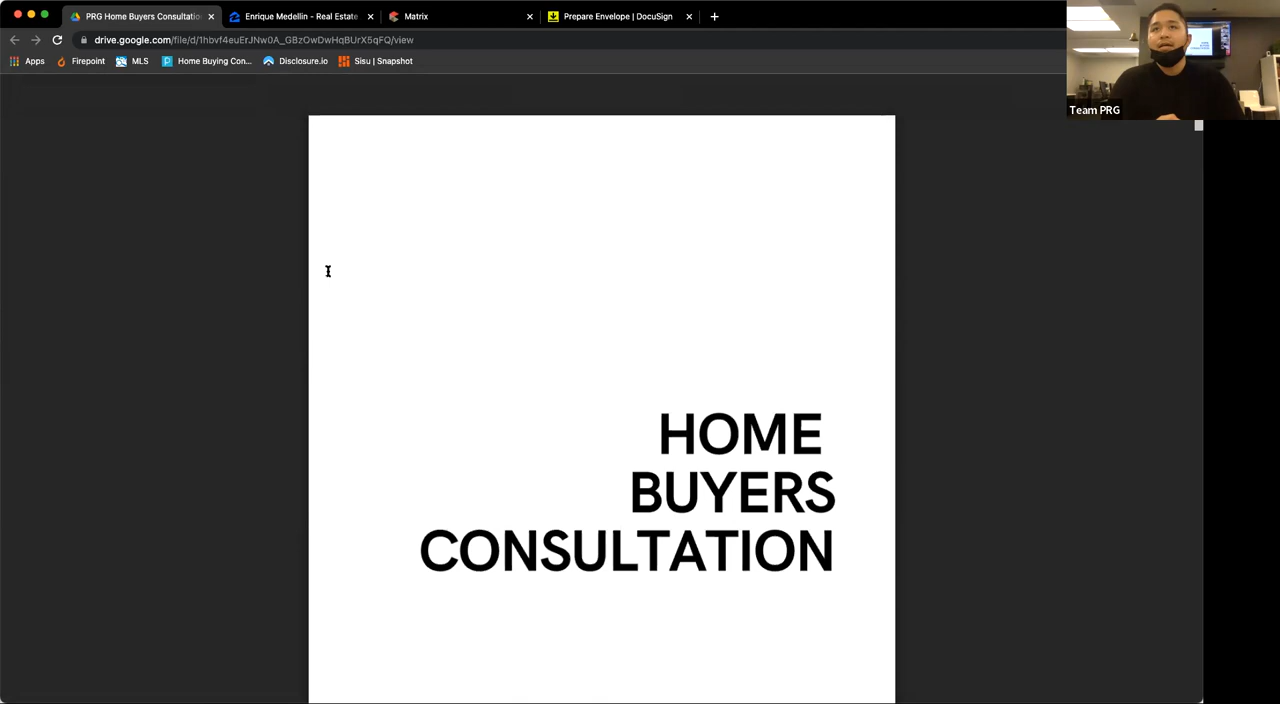 PRG Home Buyers Consultatio
Enrique Medellin - Real Estate
Matrix
Prepare Envelope | DocuSign
drive.google.com/file/d/1hbvf4euErJNw0A_GBzOwDwHqBUrX5qFQ/view
Apps
Firepoint
MLS
Home Buying Con...
Disclosure.io
Sisu | Snapshot
Team PRG
HOME
BUYERS
CONSULTATION